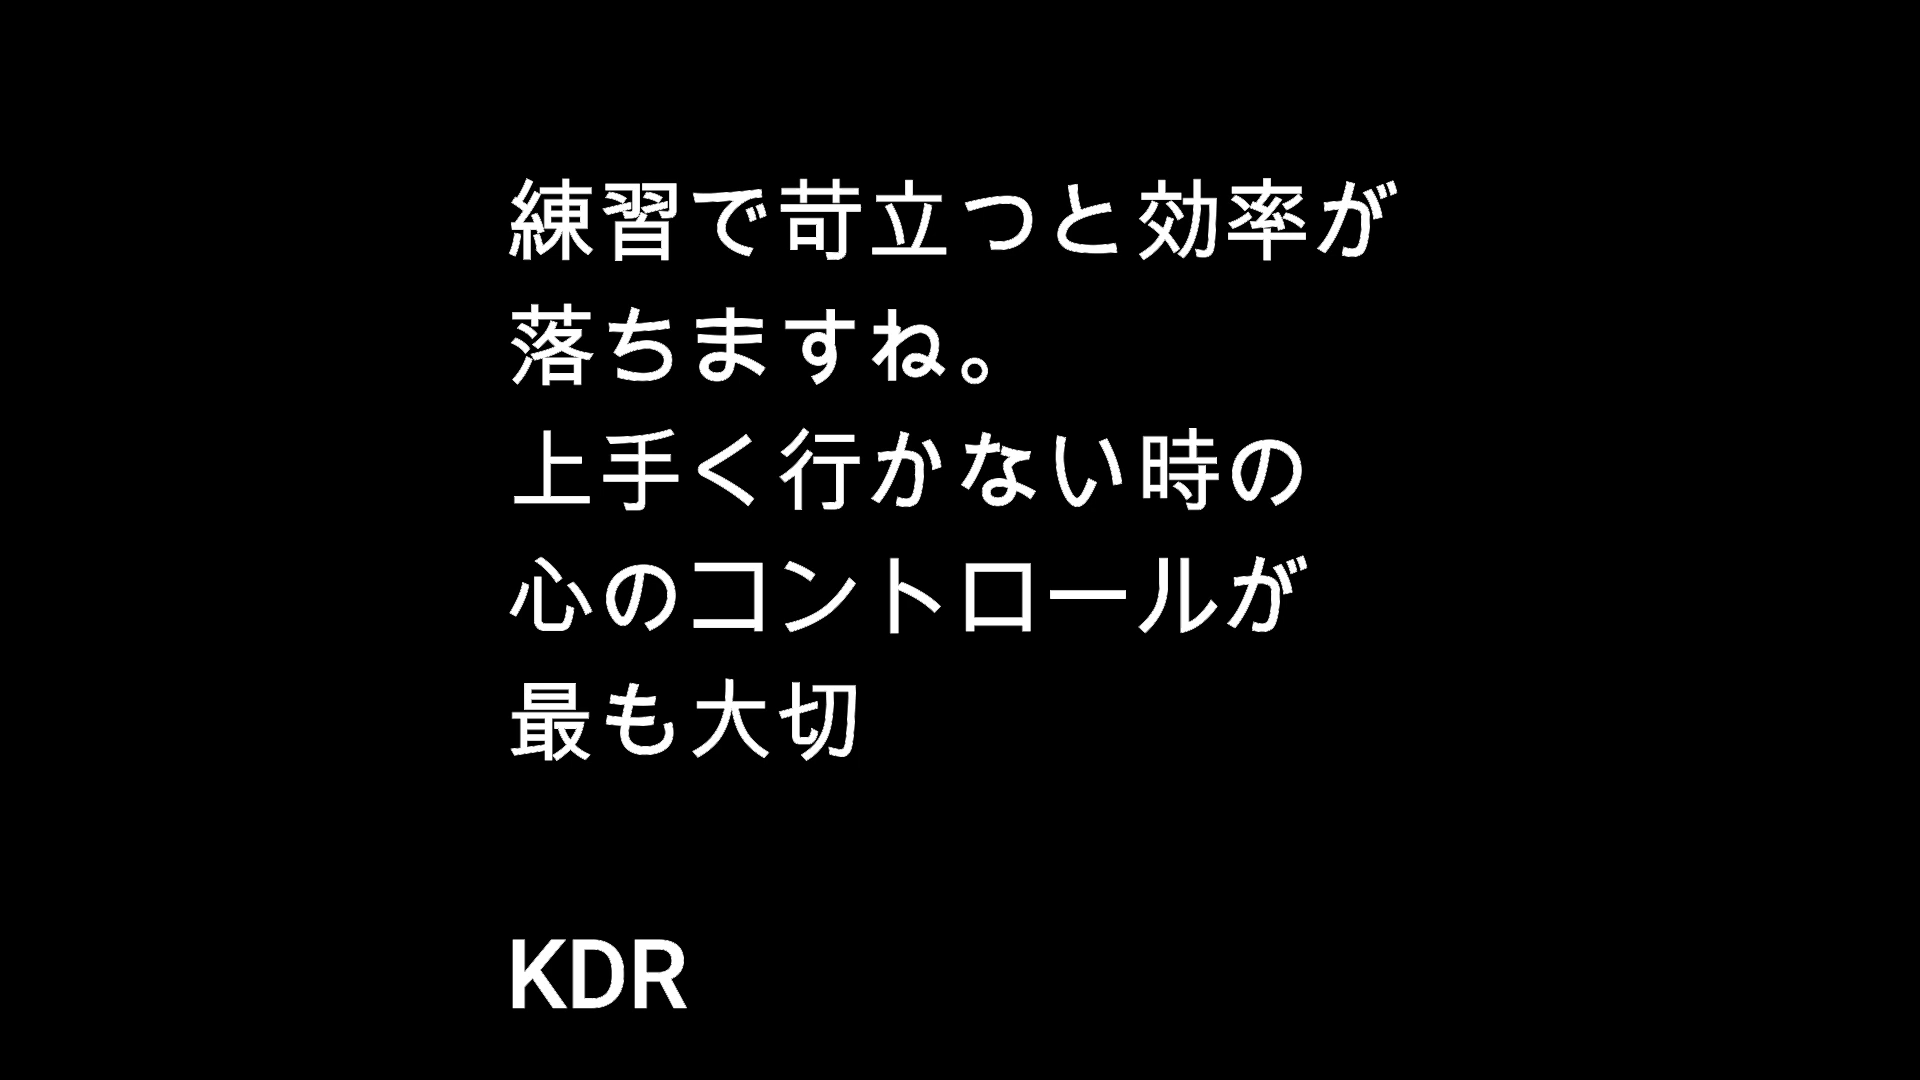 練習で苛立つと効率が
落ちますね。
上手く行かない時の
心のコントロールが
最も大切
KDR